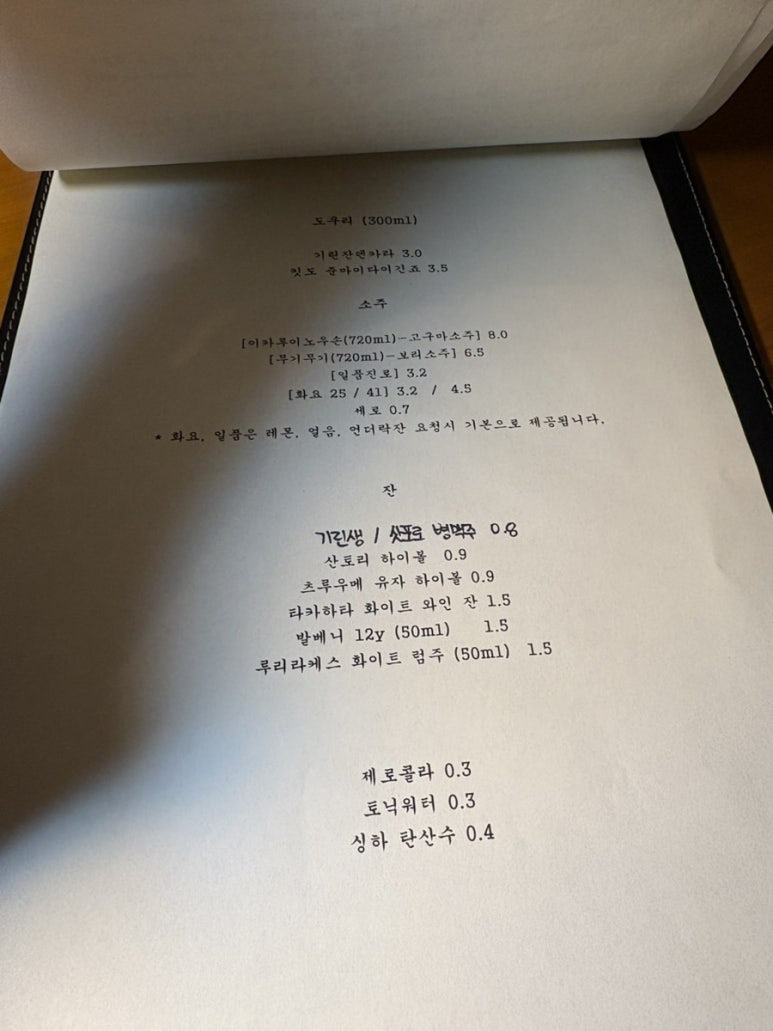 도쿠리 (300ml)
기린잔덴카라 3.0
킷도 준마이다이긴죠 3.5
소주
[이카루이노우손(720ml)-고구마소주] 8.0
[무기무기(720ml)-보리소주] 6.5
[일품진로] 3.2
[화요 25 / 41] 3.2 / 4.5
새로 0.7
* 화요, 일품은 레몬, 얼음, 언더락잔 요청시 기본으로 제공됩니다.
잔
기린생 / 삿포로 병맥주 0.8
산토리 하이볼 0.9
츠루우메 유자 하이볼 0.9
타카하타 화이트 와인 잔 1.5
발베니 12y (50ml) 1.5
루리라케스 화이트 럼주 (50ml) 1.5
제로콜라 0.3
토닉워터 0.3
싱하 탄산수 0.4